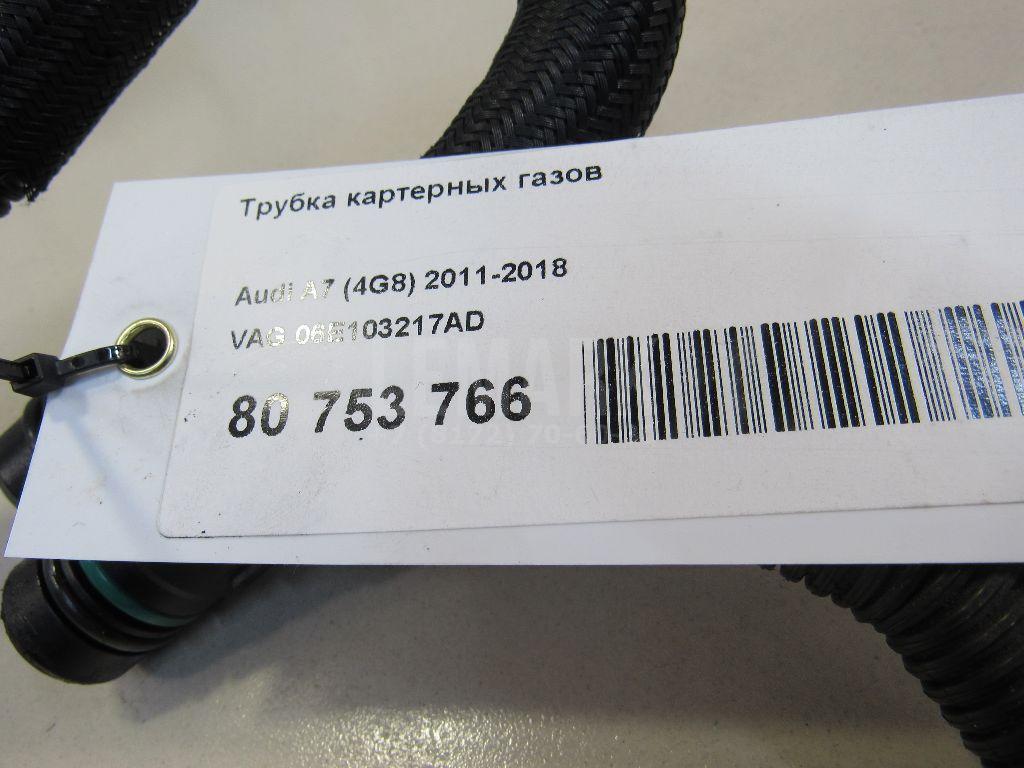 Трубка картерных газов
Audi A7 (4G8) 2011-2018
VAG 06E103217AD
80 753 766